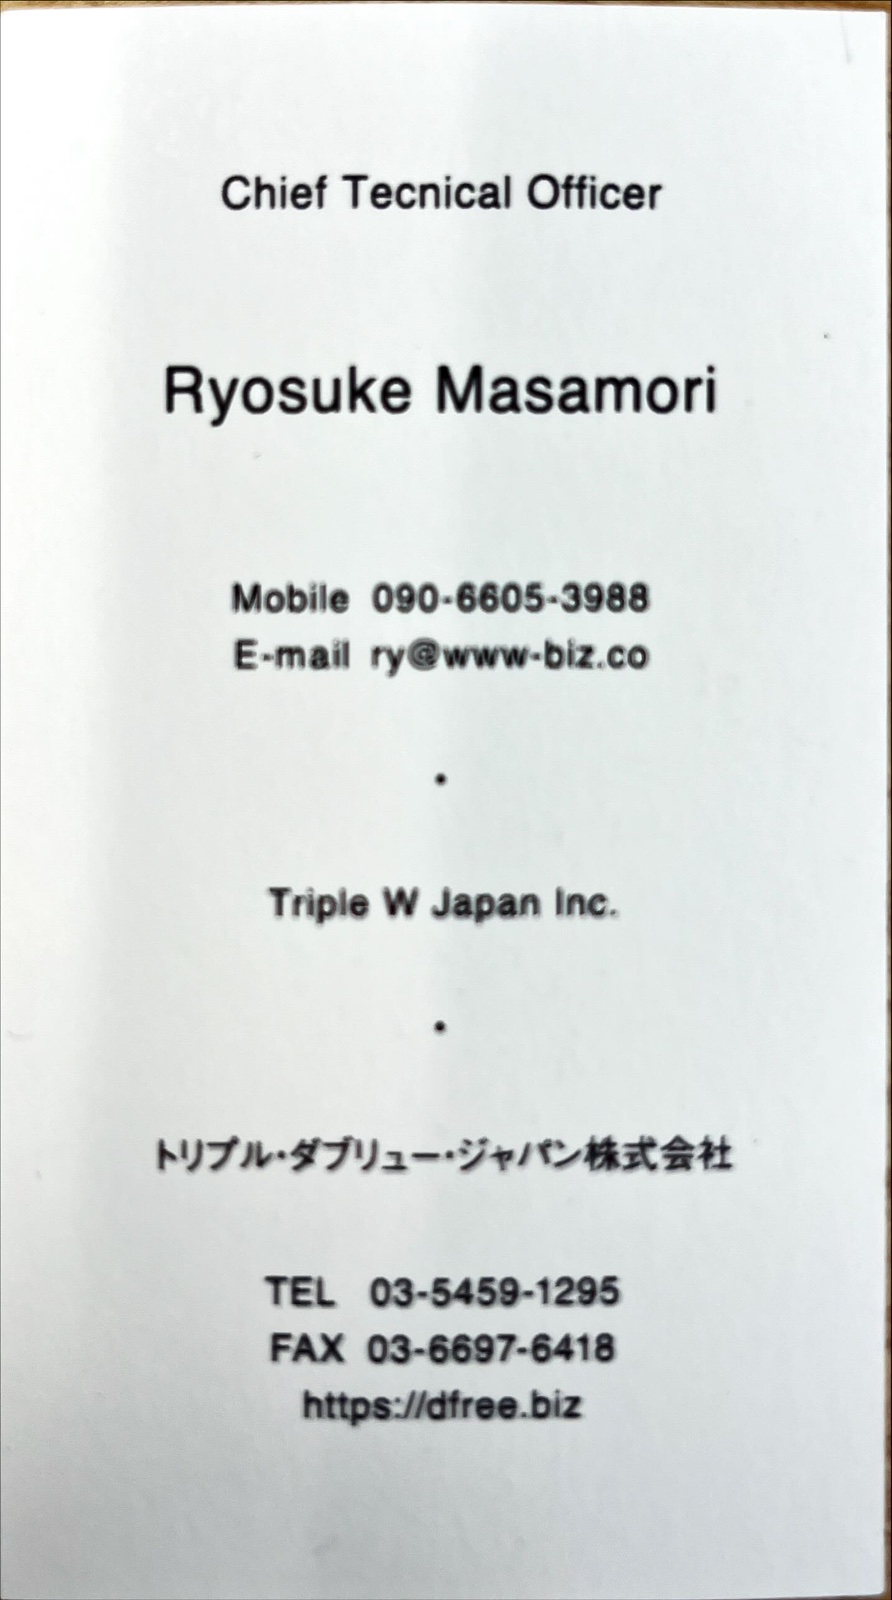 Chief Tecnical Officer
Ryosuke Masamori
Mobile 090-6605-3988
E-mail ry@www-biz.co
•
Triple W Japan Inc.
•
トリプル・ダブリュー・ジャパン株式会社
TEL 03-5459-1295
FAX 03-6697-6418
https://dfree.biz